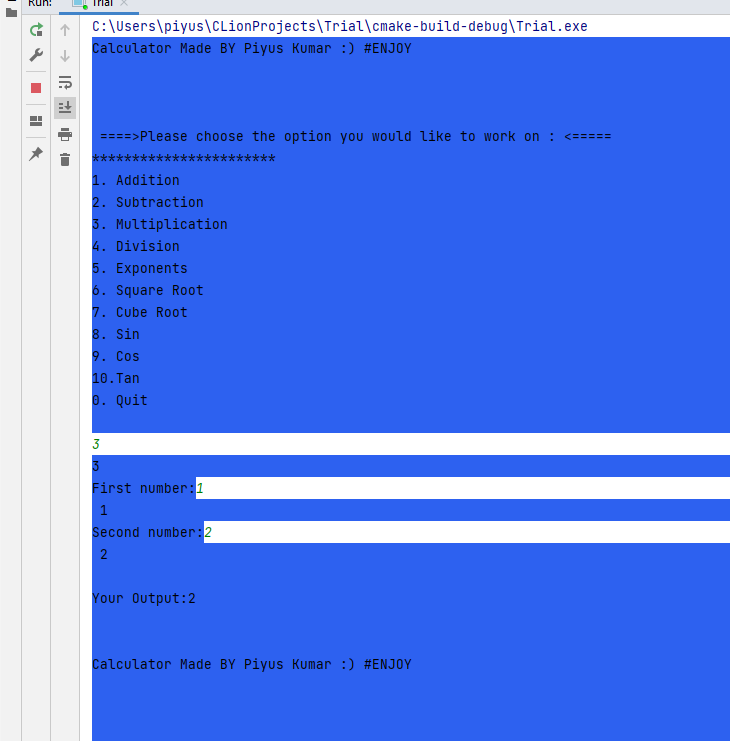 Run:
Trial
C:\Users\piyus\CLionProjects\Trial\cmake-build-debug\Trial.exe
Calculator Made BY Piyus Kumar :) #ENJOY
====>Please choose the option you would like to work on : <=====
***********************
1. Addition
2. Subtraction
3. Multiplication
4. Division
5. Exponents
6. Square Root
7. Cube Root
8. Sin
9. Cos
10.Tan
0. Quit
3
3
First number:1
1
Second number:2
2
Your Output:2
Calculator Made BY Piyus Kumar :) #ENJOY